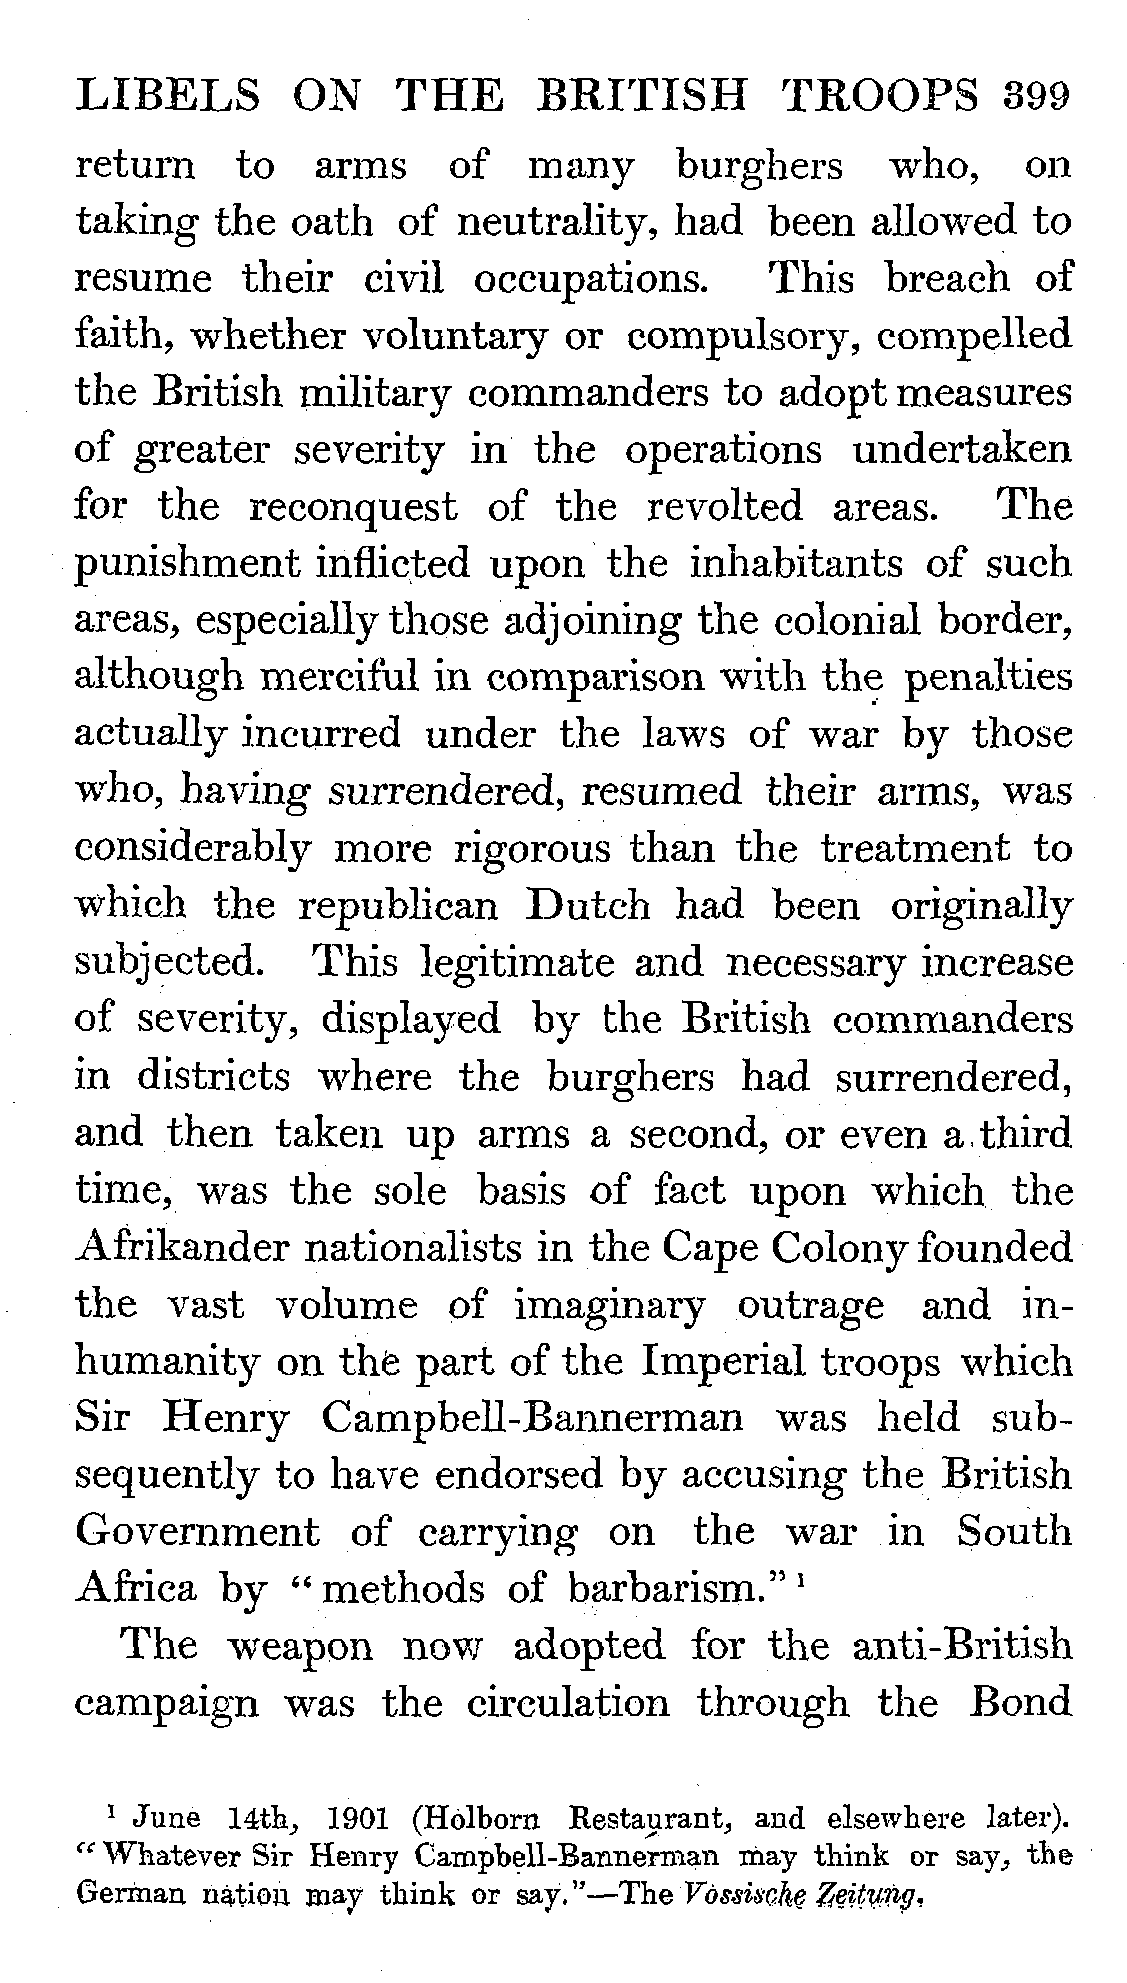 LIBELS ON THE BRITISH TROOPS 399
return to arms of many burghers who, on
taking the oath of neutrality, had been allowed to
resume their civil occupations. This breach of
faith, whether voluntary or compulsory, compelled
the British military commanders to adopt measures
of greater severity in the operations undertaken
for the reconquest of the revolted areas. The
punishment inflicted upon the inhabitants of such
areas, especially those adjoining the colonial border,
although merciful in comparison with the penalties
actually incurred under the laws of war by those
who, having surrendered, resumed their arms, was
considerably more rigorous than the treatment to
which the republican Dutch had been originally
subjected. This legitimate and necessary increase
of severity, displayed by the British commanders
in districts where the burghers had surrendered,
and then taken up arms a second, or even a third
time, was the sole basis of fact upon which the
Afrikander nationalists in the Cape Colony founded
the vast volume of imaginary outrage and in-
humanity on the part of the Imperial troops which
Sir Henry Campbell-Bannerman was held sub-
sequently to have endorsed by accusing the British
Government of carrying on the war in South
Africa by “methods of barbarism.” ¹
The weapon now adopted for the anti-British
campaign was the circulation through the Bond
¹ June 14th, 1901 (Holborn Restaurant, and elsewhere later).
“Whatever Sir Henry Campbell-Bannerman may think or say, the
German nation may think or say.”—The Vossische Zeitung.